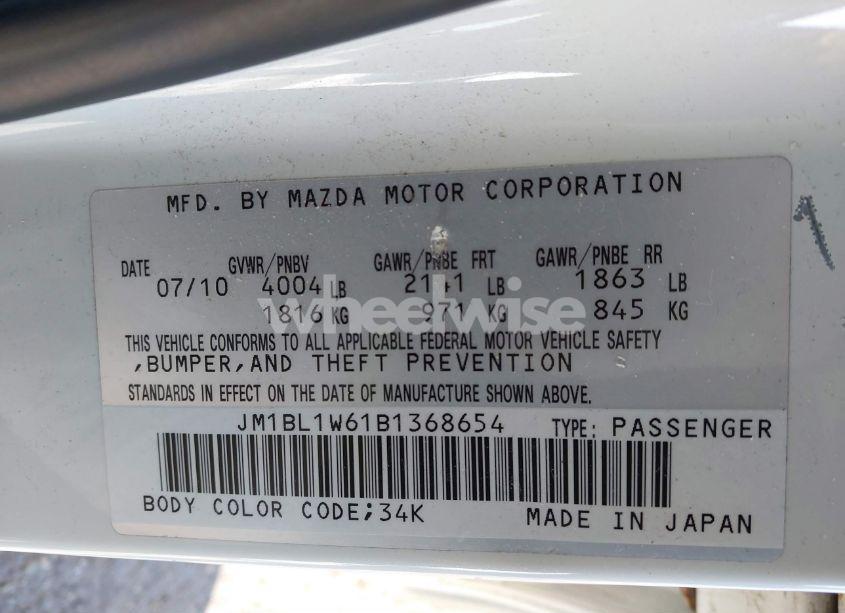 MFD. BY MAZDA MOTOR CORPORATION
DATE GVWR/PNBV GAWR/PNBE FRT GAWR/PNBE RR
07/10 4004 LB 2141 LB 1863 LB
1816 KG 971 KG 845 KG
wheelwise
THIS VEHICLE CONFORMS TO ALL APPLICABLE FEDERAL MOTOR VEHICLE SAFETY
,BUMPER,AND THEFT PREVENTION
STANDARDS IN EFFECT ON THE DATE OF MANUFACTURE SHOWN ABOVE.
JM1BL1W61B1368654 TYPE: PASSENGER
BODY COLOR CODE;34K MADE IN JAPAN